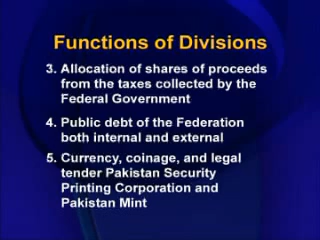 Functions of Divisions
3. Allocation of shares of proceeds
from the taxes collected by the
Federal Government
4. Public debt of the Federation
both internal and external
5. Currency, coinage, and legal
tender Pakistan Security
Printing Corporation and
Pakistan Mint